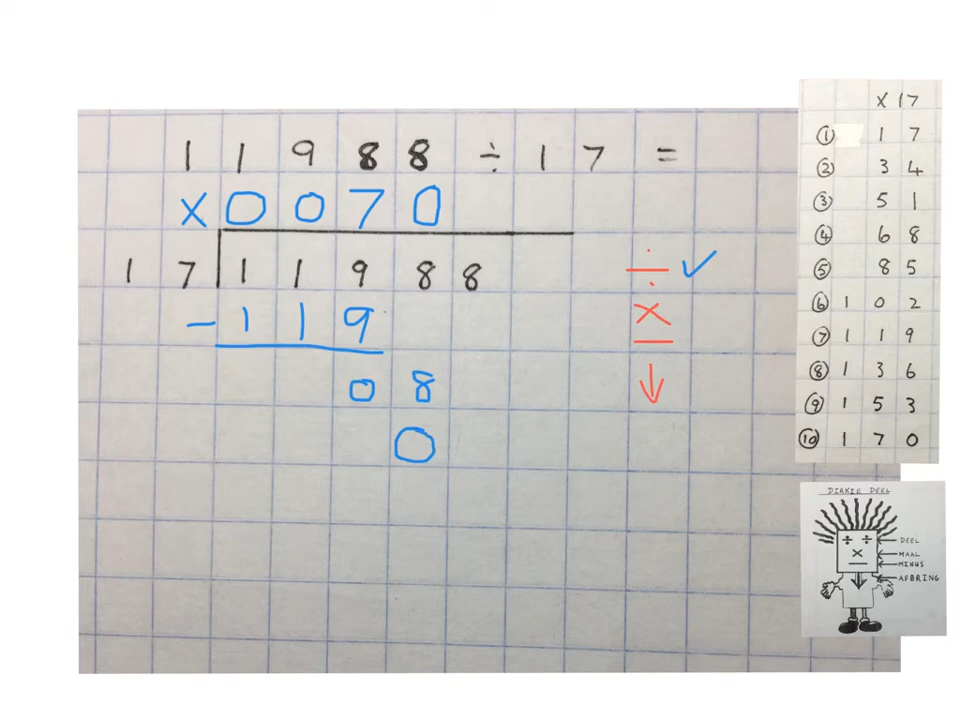 1 1 9 8 8 ÷ 1 7 =
× 0 0 7 0
1 7 1 1 9 8 8
÷ ✓
− 1 1 9
×
−
0 8
↓
0
× 17
① 1 7
② 3 4
③ 5 1
④ 6 8
⑤ 8 5
⑥ 1 0 2
⑦ 1 1 9
⑧ 1 3 6
⑨ 1 5 3
⑩ 1 7 0
DIRKIE DEEL
÷ ÷ DEEL
× MAAL
− MINUS
↓ AFBRING